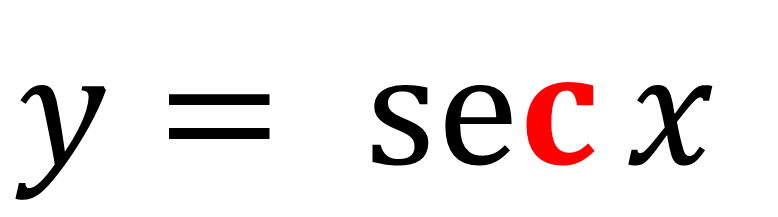 y = sec x